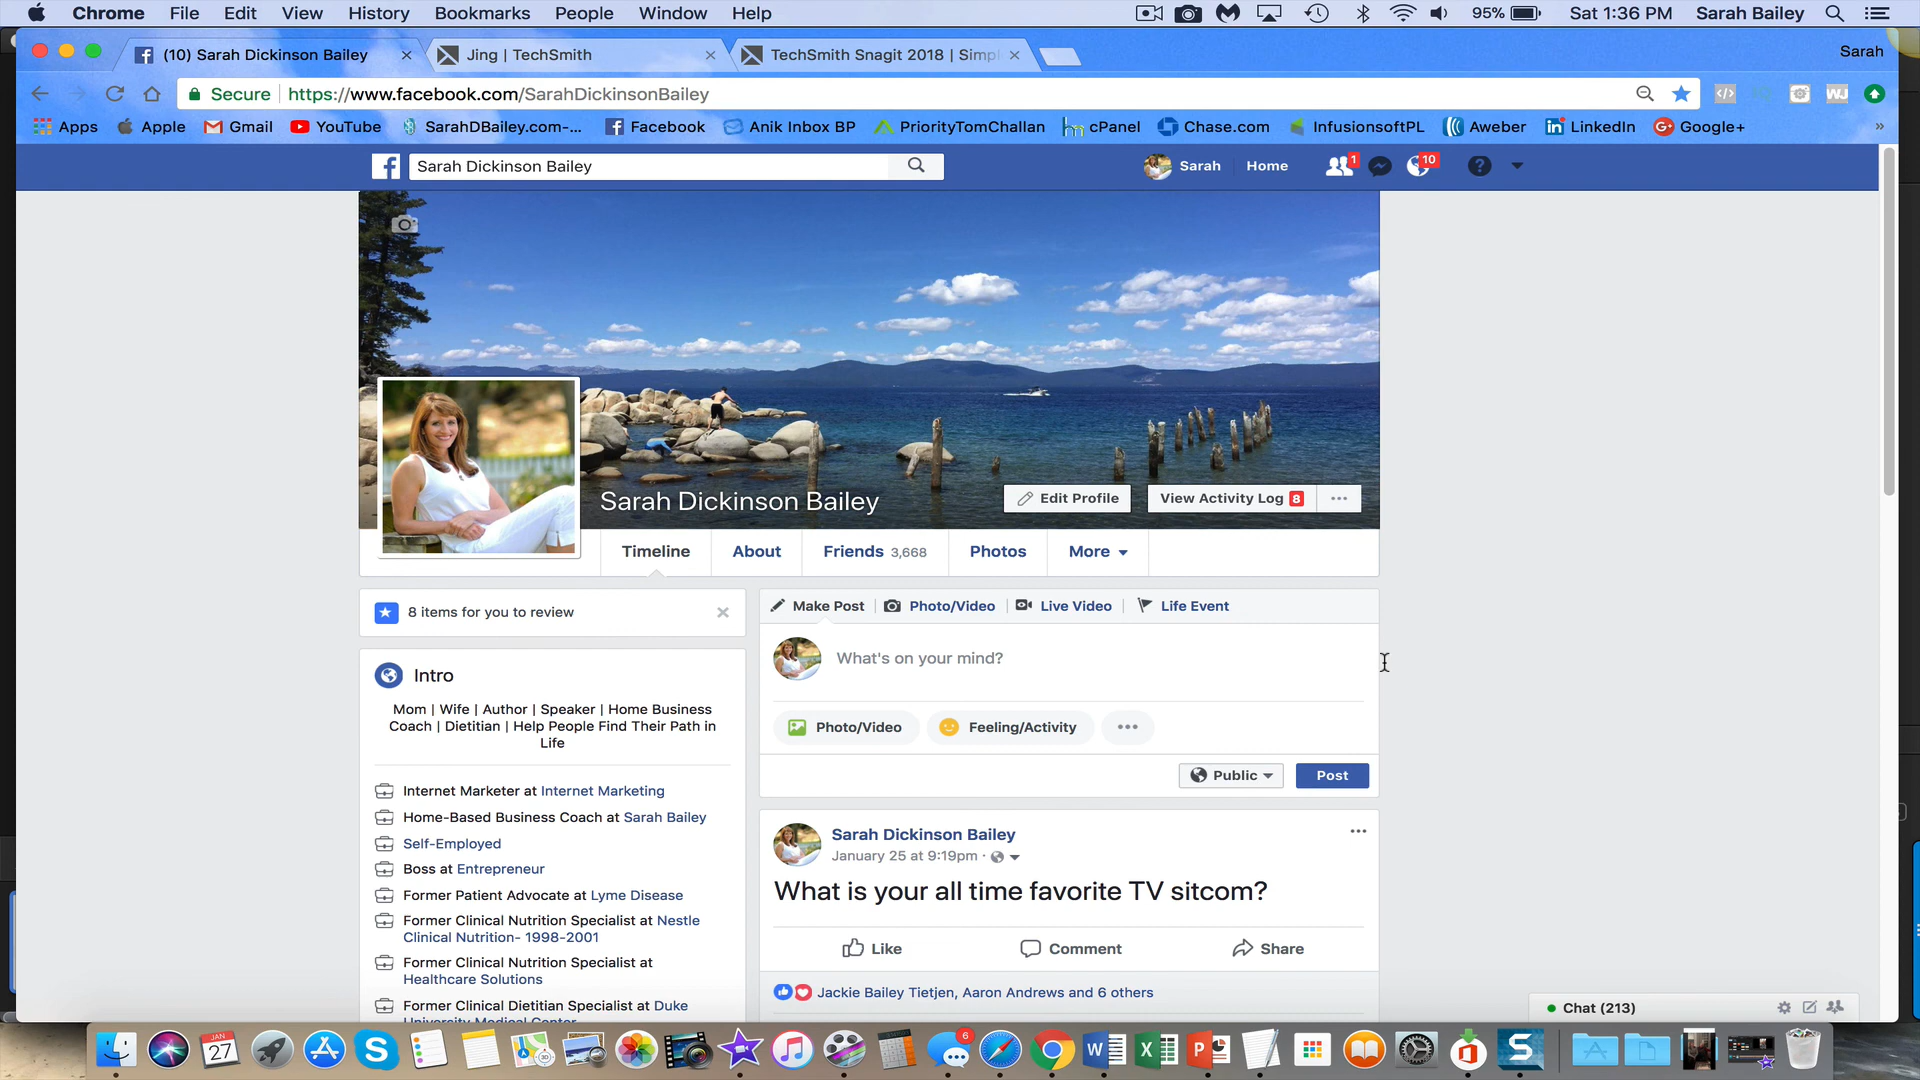 Chrome File Edit View History Bookmarks People Window Help 95% Sat 1:36 PM Sarah Bailey
(10) Sarah Dickinson Bailey Jing | TechSmith TechSmith Snagit 2018 | Simpl Sarah
Secure https://www.facebook.com/SarahDickinsonBailey
Apps Apple Gmail YouTube SarahDBailey.com-... Facebook Anik Inbox BP PriorityTomChallan cPanel Chase.com InfusionsoftPL Aweber LinkedIn Google+ »
Sarah Dickinson Bailey Sarah Home 1 10
Sarah Dickinson Bailey Edit Profile View Activity Log 8
Timeline About Friends 3,668 Photos More
8 items for you to review
Make Post Photo/Video Live Video Life Event
What's on your mind?
Photo/Video Feeling/Activity
Public Post
Intro
Mom | Wife | Author | Speaker | Home Business
Coach | Dietitian | Help People Find Their Path in
Life
Internet Marketer at Internet Marketing
Home-Based Business Coach at Sarah Bailey
Self-Employed
Boss at Entrepreneur
Former Patient Advocate at Lyme Disease
Former Clinical Nutrition Specialist at Nestle
Clinical Nutrition- 1998-2001
Former Clinical Nutrition Specialist at
Healthcare Solutions
Former Clinical Dietitian Specialist at Duke
University Medical Center
Sarah Dickinson Bailey
January 25 at 9:19pm ·
What is your all time favorite TV sitcom?
Like Comment Share
Jackie Bailey Tietjen, Aaron Andrews and 6 others
Chat (213)
JAN
27
6